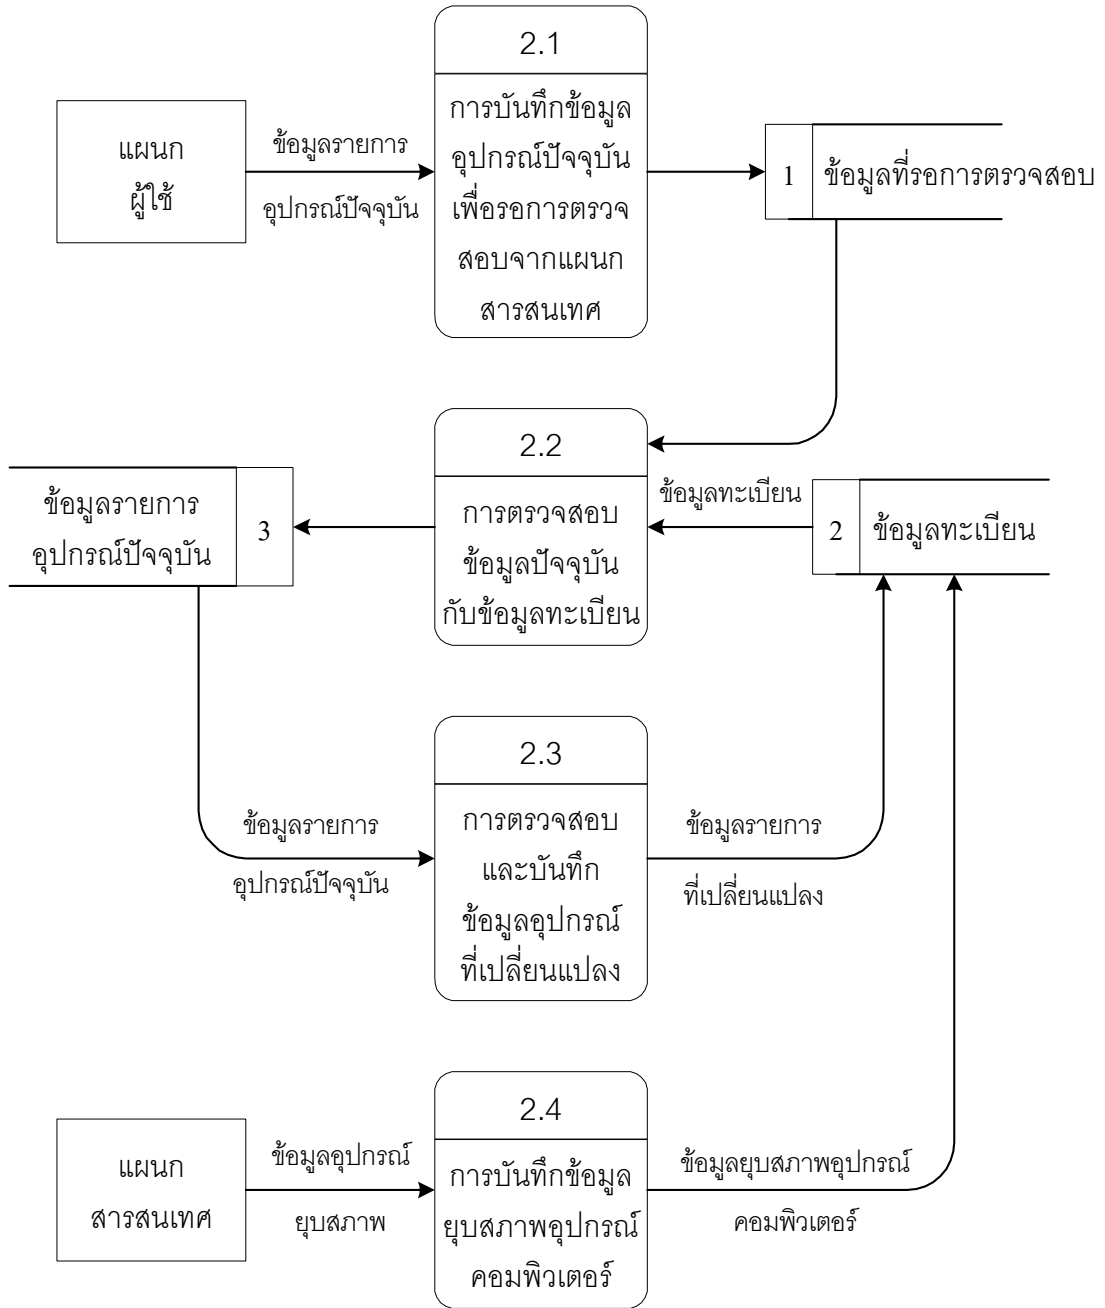 2.1
การบันทึกข้อมูล
อุปกรณ์ปัจจุบัน
เพื่อรอการตรวจ
สอบจากแผนก
สารสนเทศ
แผนก
ผู้ใช้
ข้อมูลรายการ
อุปกรณ์ปัจจุบัน
1
ข้อมูลที่รอการตรวจสอบ
2.2
การตรวจสอบ
ข้อมูลปัจจุบัน
กับข้อมูลทะเบียน
ข้อมูลทะเบียน
2
ข้อมูลทะเบียน
ข้อมูลรายการ
อุปกรณ์ปัจจุบัน
3
2.3
การตรวจสอบ
และบันทึก
ข้อมูลอุปกรณ์
ที่เปลี่ยนแปลง
ข้อมูลรายการ
อุปกรณ์ปัจจุบัน
ข้อมูลรายการ
ที่เปลี่ยนแปลง
2.4
การบันทึกข้อมูล
ยุบสภาพอุปกรณ์
คอมพิวเตอร์
แผนก
สารสนเทศ
ข้อมูลอุปกรณ์
ยุบสภาพ
ข้อมูลยุบสภาพอุปกรณ์
คอมพิวเตอร์